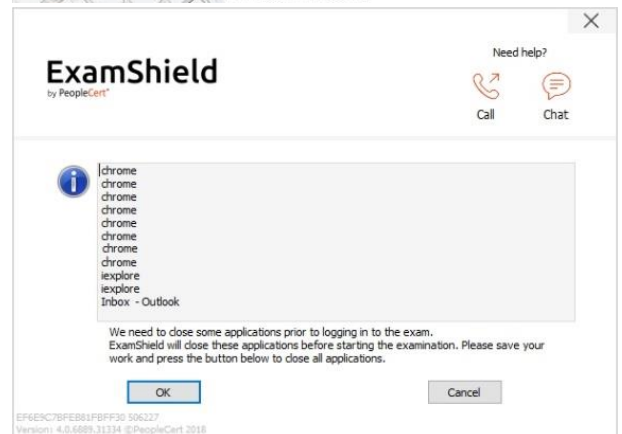 Need help?
ExamShield
by PeopleCert
Call Chat
chrome
chrome
chrome
chrome
chrome
chrome
chrome
chrome
iexplore
iexplore
Inbox - Outlook
We need to close some applications prior to logging in to the exam.
ExamShield will close these applications before starting the examination. Please save your
work and press the button below to close all applications.
OK Cancel
506227
Version: 4.0.6889.31334 ©PeopleCert 2018